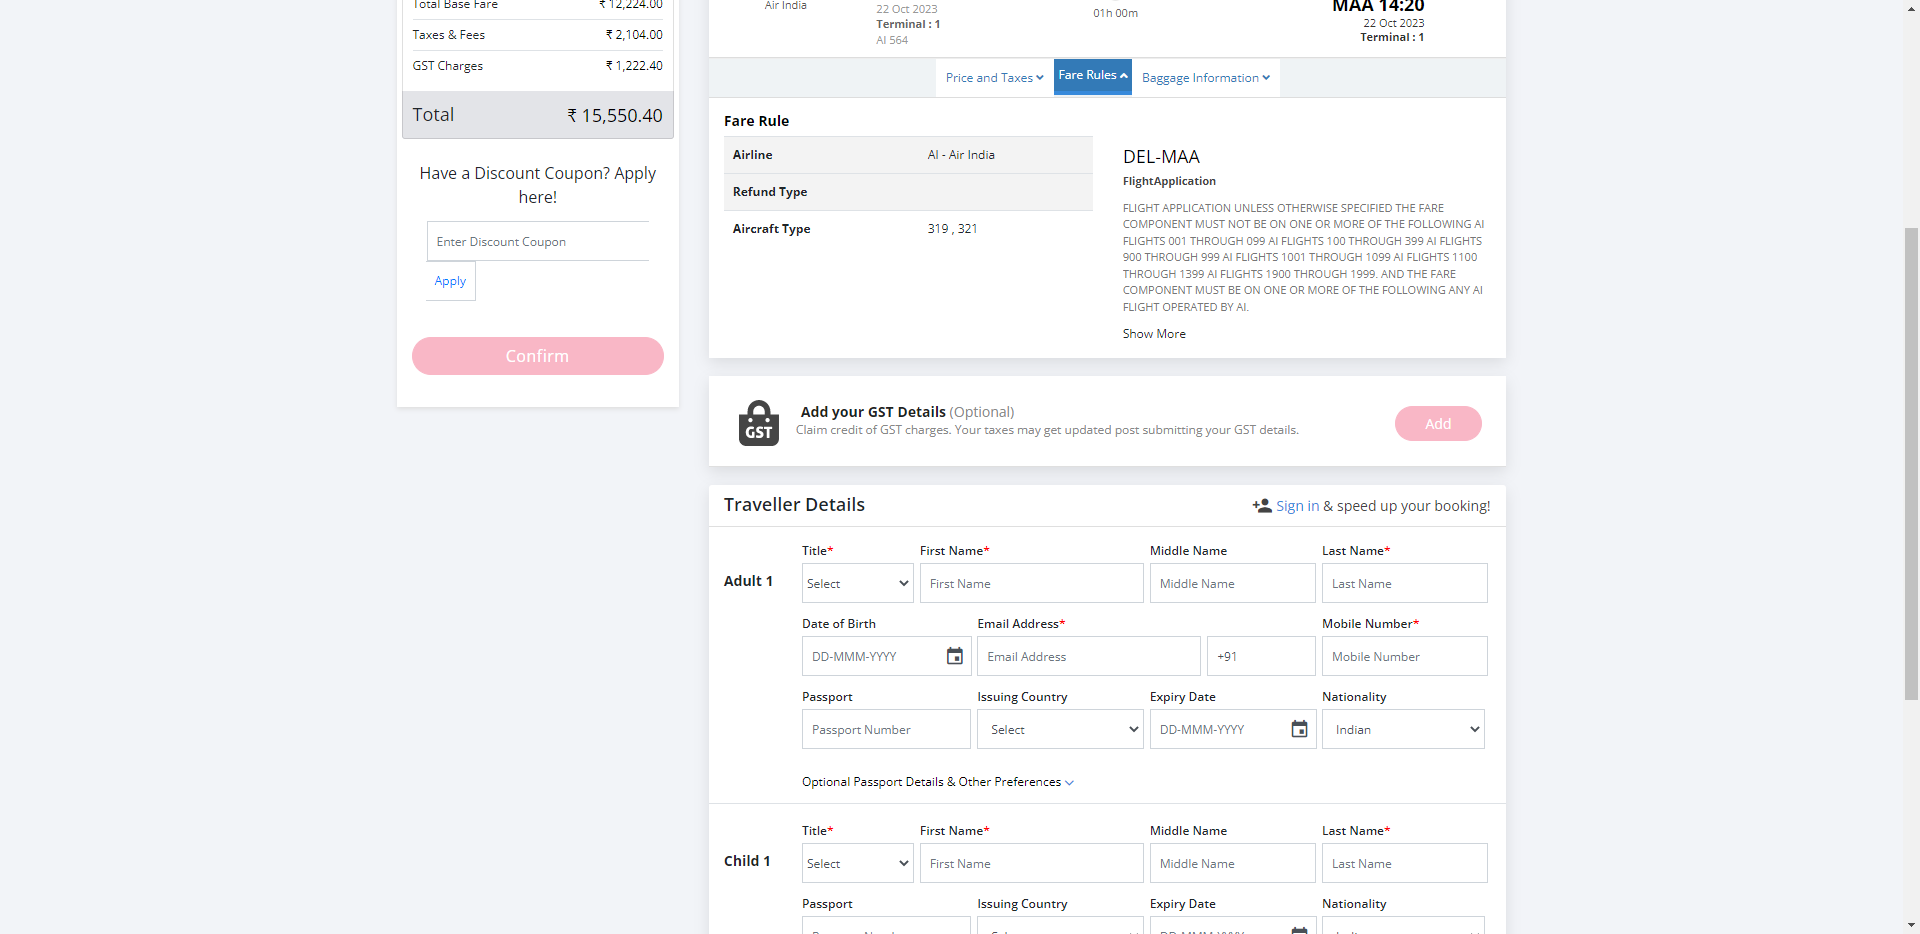 Total Base Fare ₹ 12,224.00
Taxes & Fees ₹ 2,104.00
GST Charges ₹ 1,222.40
Total ₹ 15,550.40
Have a Discount Coupon? Apply
here!
Enter Discount Coupon
Apply
Confirm
Air India
22 Oct 2023
Terminal : 1
AI 564
01h 00m
MAA 14:20
22 Oct 2023
Terminal : 1
Price and Taxes Fare Rules Baggage Information
Fare Rule
Airline AI - Air India
Refund Type
Aircraft Type 319 , 321
DEL-MAA
FlightApplication
FLIGHT APPLICATION UNLESS OTHERWISE SPECIFIED THE FARE
COMPONENT MUST NOT BE ON ONE OR MORE OF THE FOLLOWING AI
FLIGHTS 001 THROUGH 099 AI FLIGHTS 100 THROUGH 399 AI FLIGHTS
900 THROUGH 999 AI FLIGHTS 1001 THROUGH 1099 AI FLIGHTS 1100
THROUGH 1399 AI FLIGHTS 1900 THROUGH 1999. AND THE FARE
COMPONENT MUST BE ON ONE OR MORE OF THE FOLLOWING ANY AI
FLIGHT OPERATED BY AI.
Show More
GST
Add your GST Details (Optional)
Claim credit of GST charges. Your taxes may get updated post submitting your GST details.
Add
Traveller Details Sign in & speed up your booking!
Title* First Name* Middle Name Last Name*
Adult 1 Select First Name Middle Name Last Name
Date of Birth Email Address* Mobile Number*
DD-MMM-YYYY Email Address +91 Mobile Number
Passport Issuing Country Expiry Date Nationality
Passport Number Select DD-MMM-YYYY Indian
Optional Passport Details & Other Preferences
Title* First Name* Middle Name Last Name*
Child 1 Select First Name Middle Name Last Name
Passport Issuing Country Expiry Date Nationality